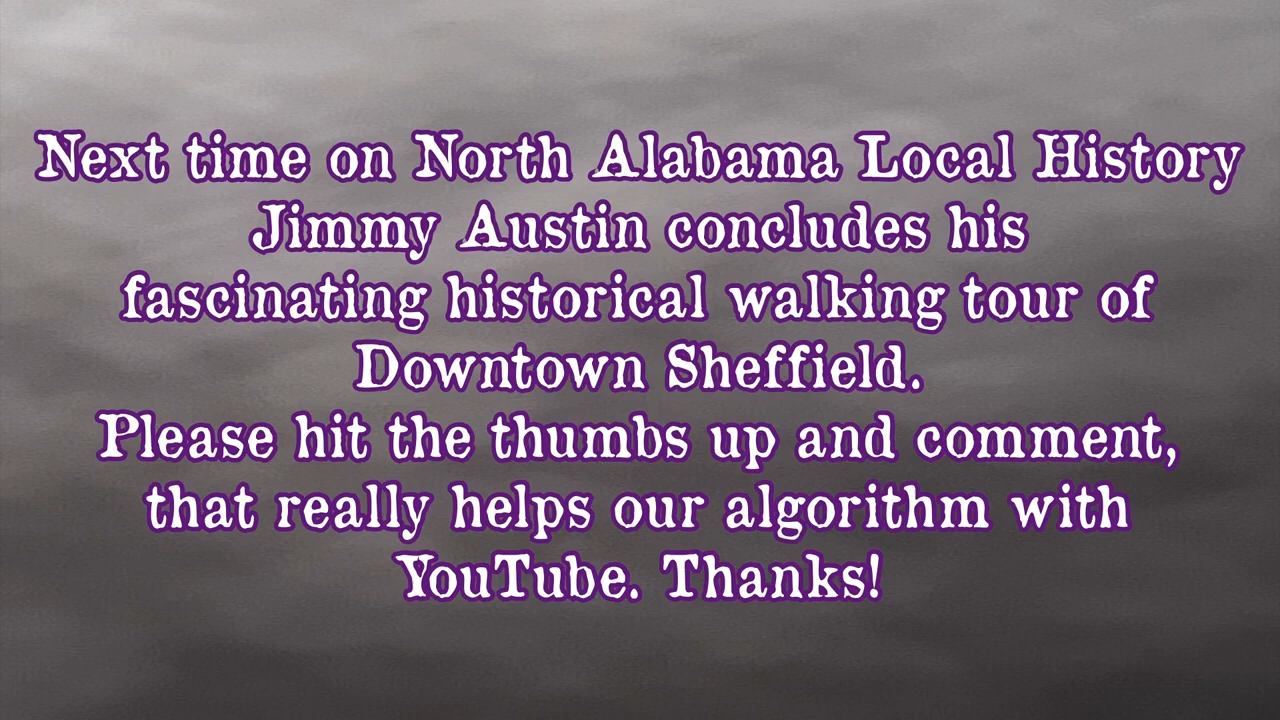 Next time on North Alabama Local History
Jimmy Austin concludes his
fascinating historical walking tour of
Downtown Sheffield.
Please hit the thumbs up and comment,
that really helps our algorithm with
YouTube. Thanks!